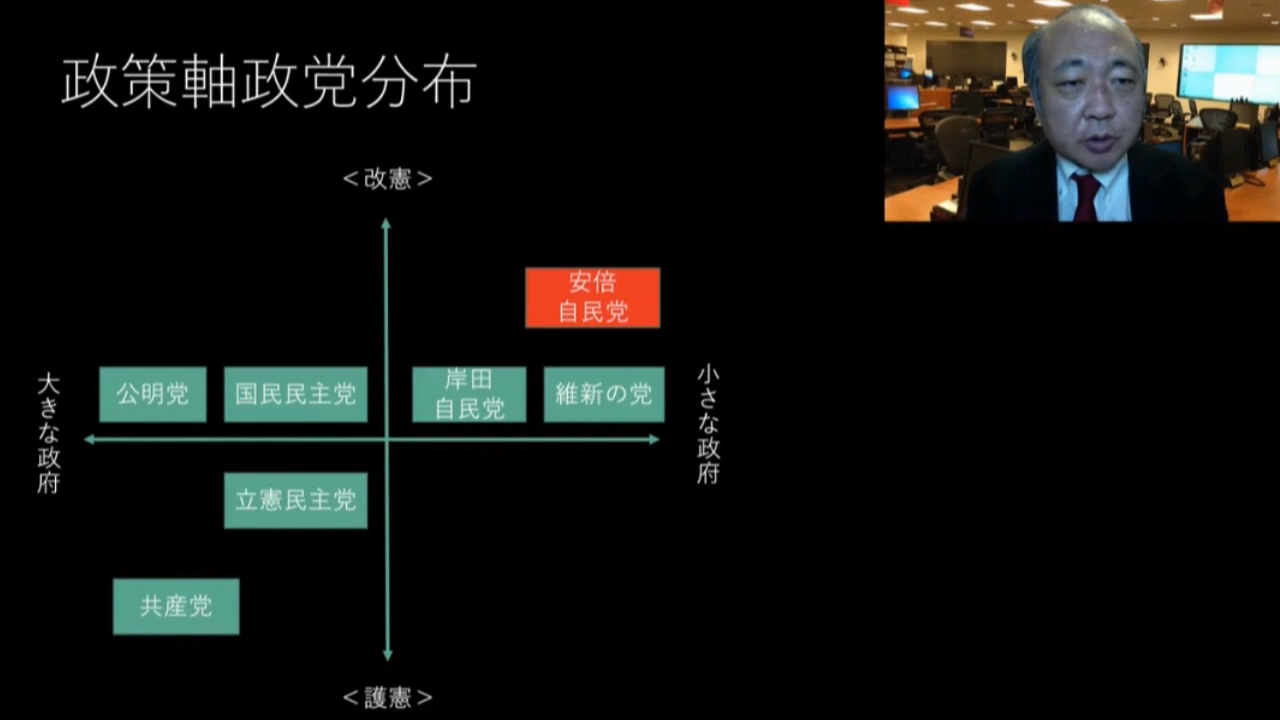 政策軸政党分布
＜改憲＞
安倍
自民党
大きな政府
公明党
国民民主党
岸田
自民党
維新の党
小さな政府
立憲民主党
共産党
＜護憲＞